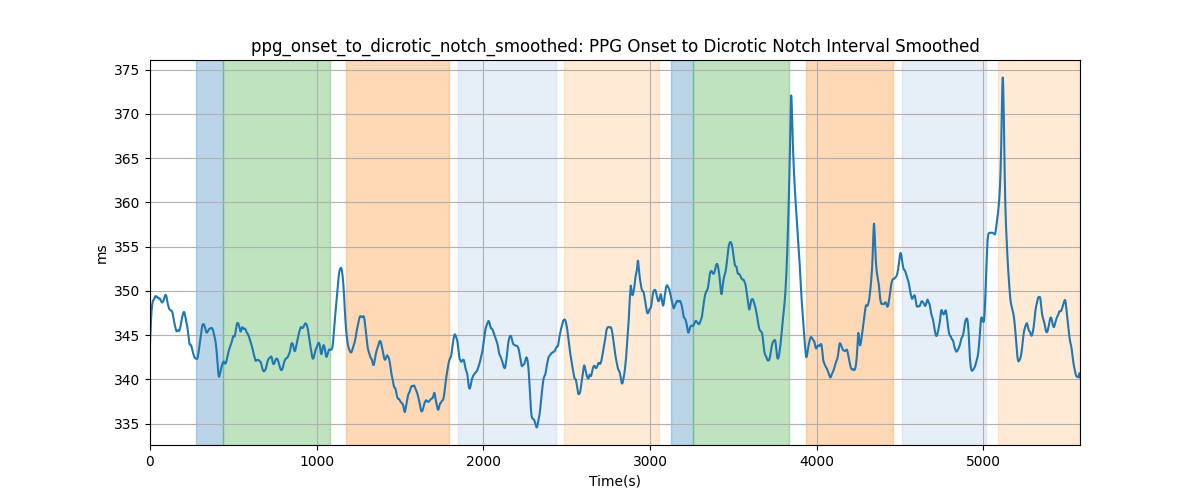 ppg_onset_to_dicrotic_notch_smoothed: PPG Onset to Dicrotic Notch Interval Smoothed
375
370
365
360
355
350
345
340
335
ms
0 1000 2000 3000 4000 5000
Time(s)